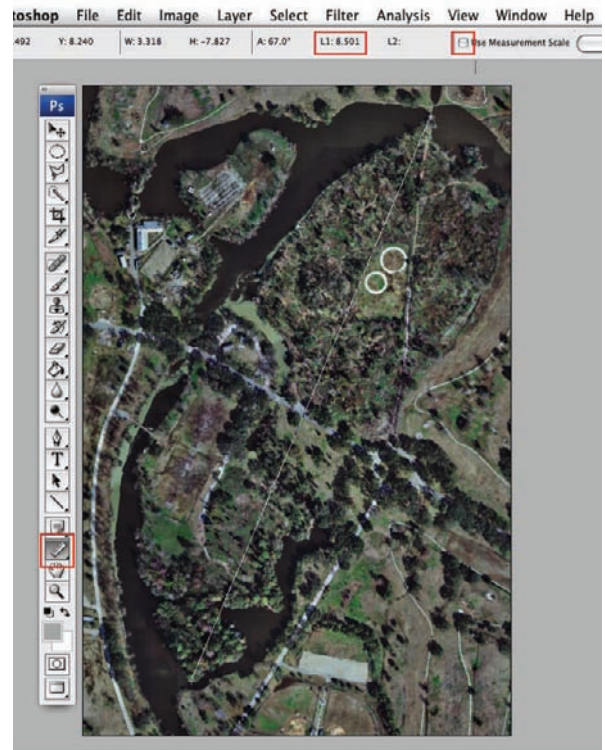 toshop File Edit Image Layer Select Filter Analysis View Window Help
.492 Y: 8.240 W: 3.318 H: -7.827 A: 67.0° L1: 8.501 L2: Use Measurement Scale
Ps
T